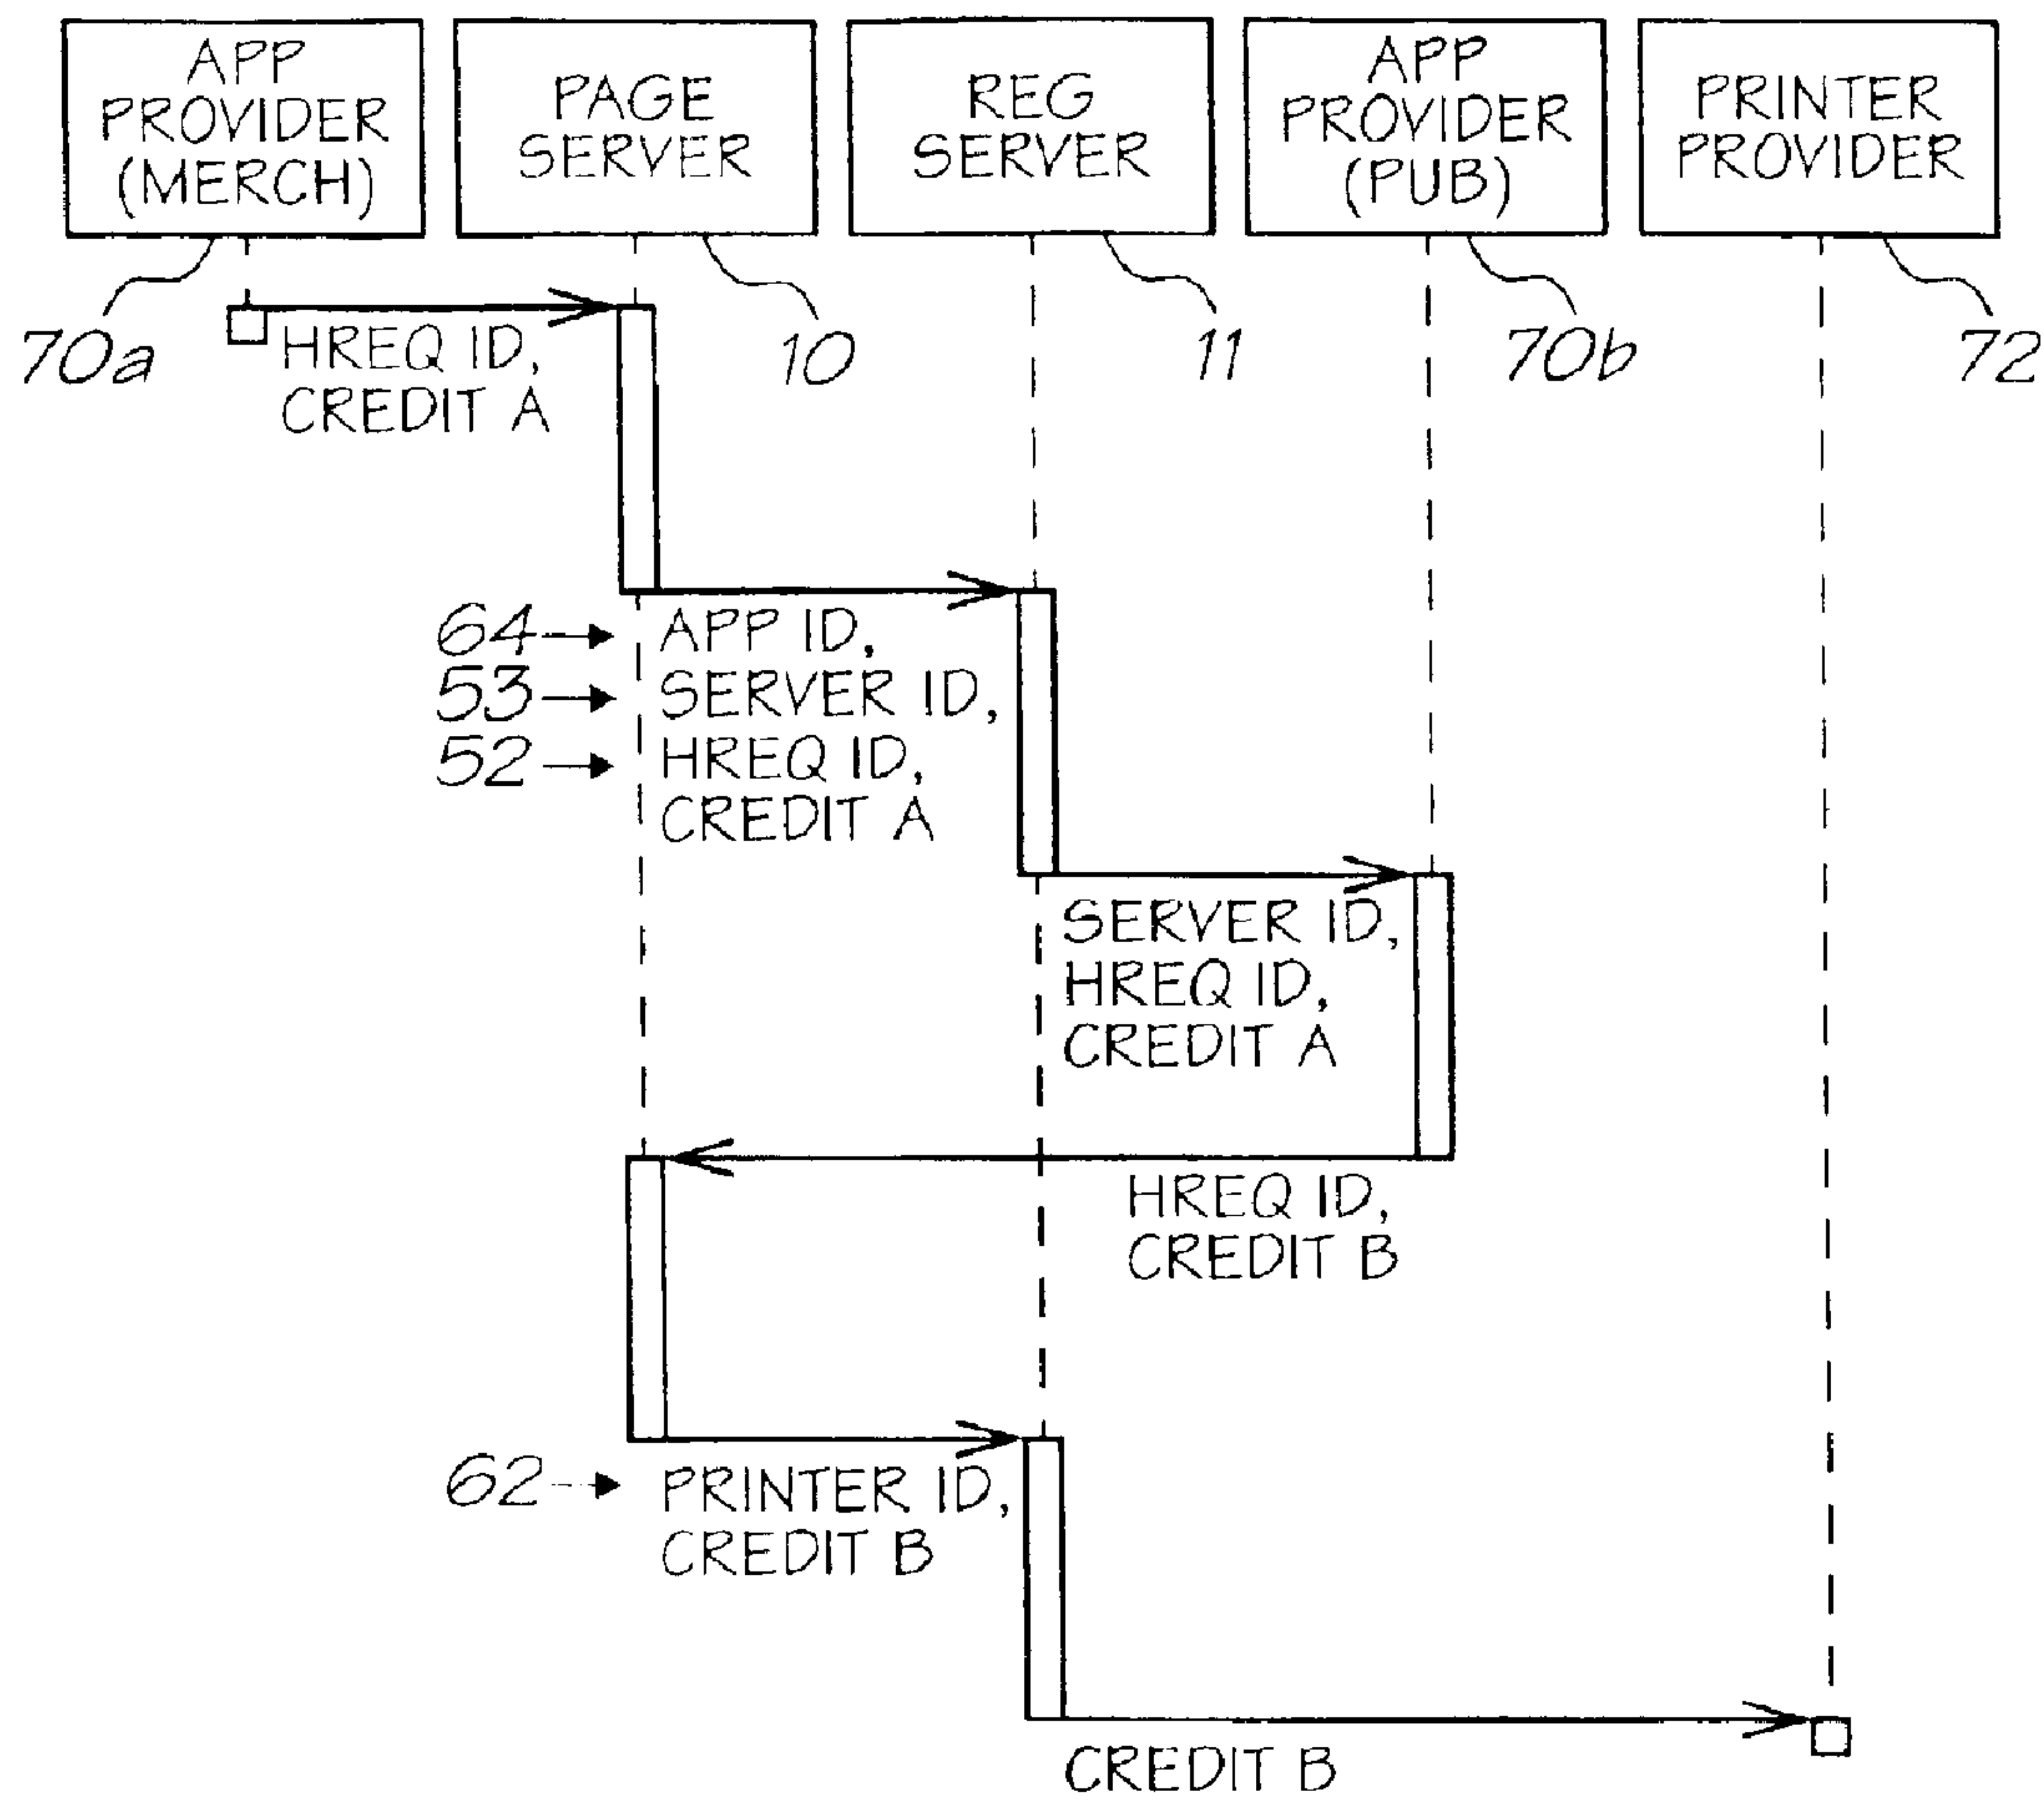 APP
PROVIDER
(MERCH)
PAGE
SERVER
REG
SERVER
APP
PROVIDER
(PUB)
PRINTER
PROVIDER
70a
10
11
70b
72
HREQ ID,
CREDIT A
64
APP ID,
53
SERVER ID,
52
HREQ ID,
CREDIT A
SERVER ID,
HREQ ID,
CREDIT A
HREQ ID,
CREDIT B
62
PRINTER ID,
CREDIT B
CREDIT B